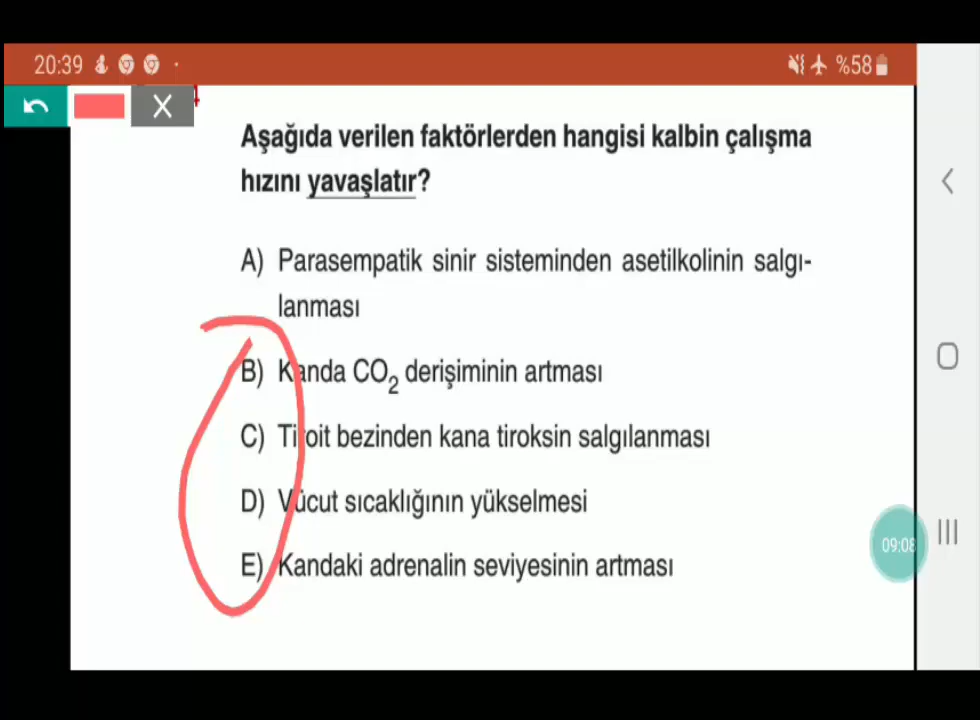 20:39 %58
Aşağıda verilen faktörlerden hangisi kalbin çalışma
hızını yavaşlatır?
A) Parasempatik sinir sisteminden asetilkolinin salgı-
lanması
B) Kanda CO2 derişiminin artması
C) Tiroit bezinden kana tiroksin salgılanması
D) Vücut sıcaklığının yükselmesi
E) Kandaki adrenalin seviyesinin artması
09:08